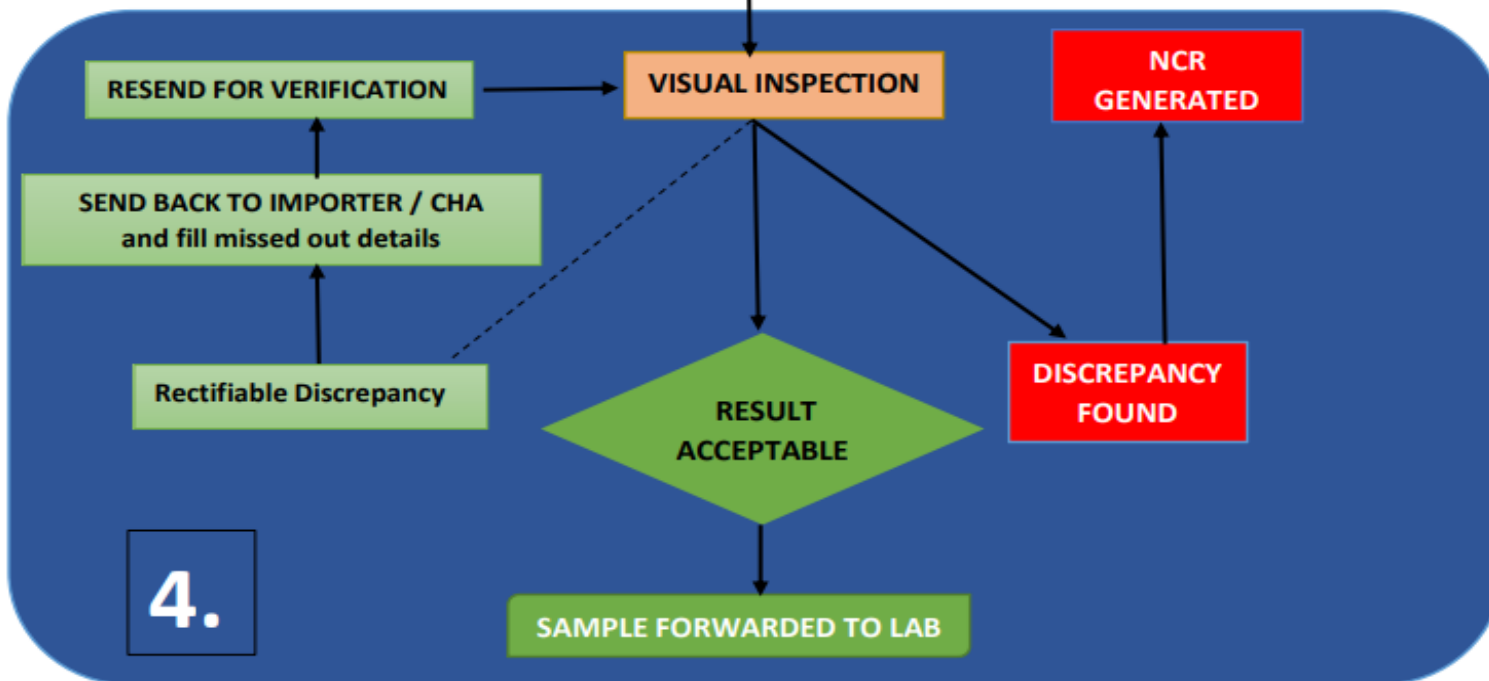 RESEND FOR VERIFICATION
VISUAL INSPECTION
NCR
GENERATED
SEND BACK TO IMPORTER / CHA
and fill missed out details
Rectifiable Discrepancy
RESULT
ACCEPTABLE
DISCREPANCY
FOUND
4.
SAMPLE FORWARDED TO LAB